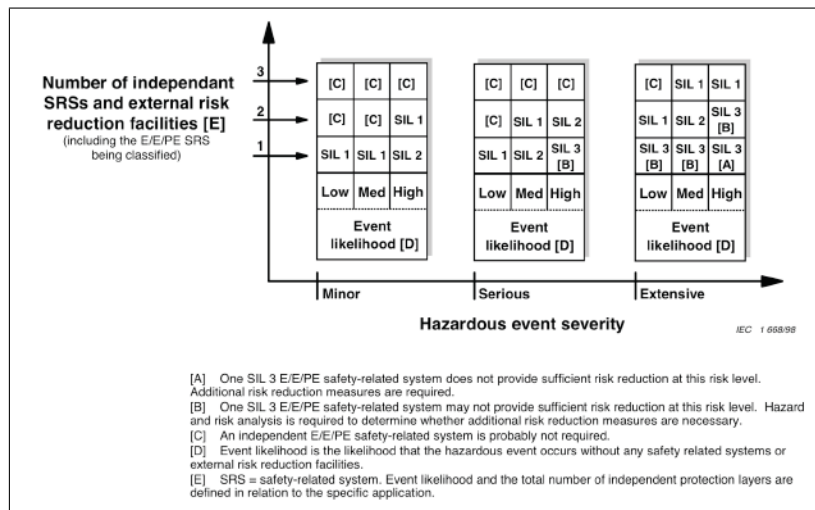 Number of independant
SRSs and external risk
reduction facilities [E]
(including the E/E/PE SRS
being classified)
3
2
1
[C] [C] [C]
[C] [C] SIL 1
SIL 1 SIL 1 SIL 2
Low Med High
Event
likelihood [D]
[C] [C] [C]
[C] SIL 1 SIL 2
SIL 1 SIL 2 SIL 3 [B]
Low Med High
Event
likelihood [D]
[C] SIL 1 SIL 1
SIL 1 SIL 2 SIL 3 [B]
SIL 3 [B] SIL 3 [B] SIL 3 [A]
Low Med High
Event
likelihood [D]
Minor Serious Extensive
Hazardous event severity
IEC 1 668/98
[A] One SIL 3 E/E/PE safety-related system does not provide sufficient risk reduction at this risk level.
Additional risk reduction measures are required.
[B] One SIL 3 E/E/PE safety-related system may not provide sufficient risk reduction at this risk level. Hazard
and risk analysis is required to determine whether additional risk reduction measures are necessary.
[C] An independent E/E/PE safety-related system is probably not required.
[D] Event likelihood is the likelihood that the hazardous event occurs without any safety related systems or
external risk reduction facilities.
[E] SRS = safety-related system. Event likelihood and the total number of independent protection layers are
defined in relation to the specific application.